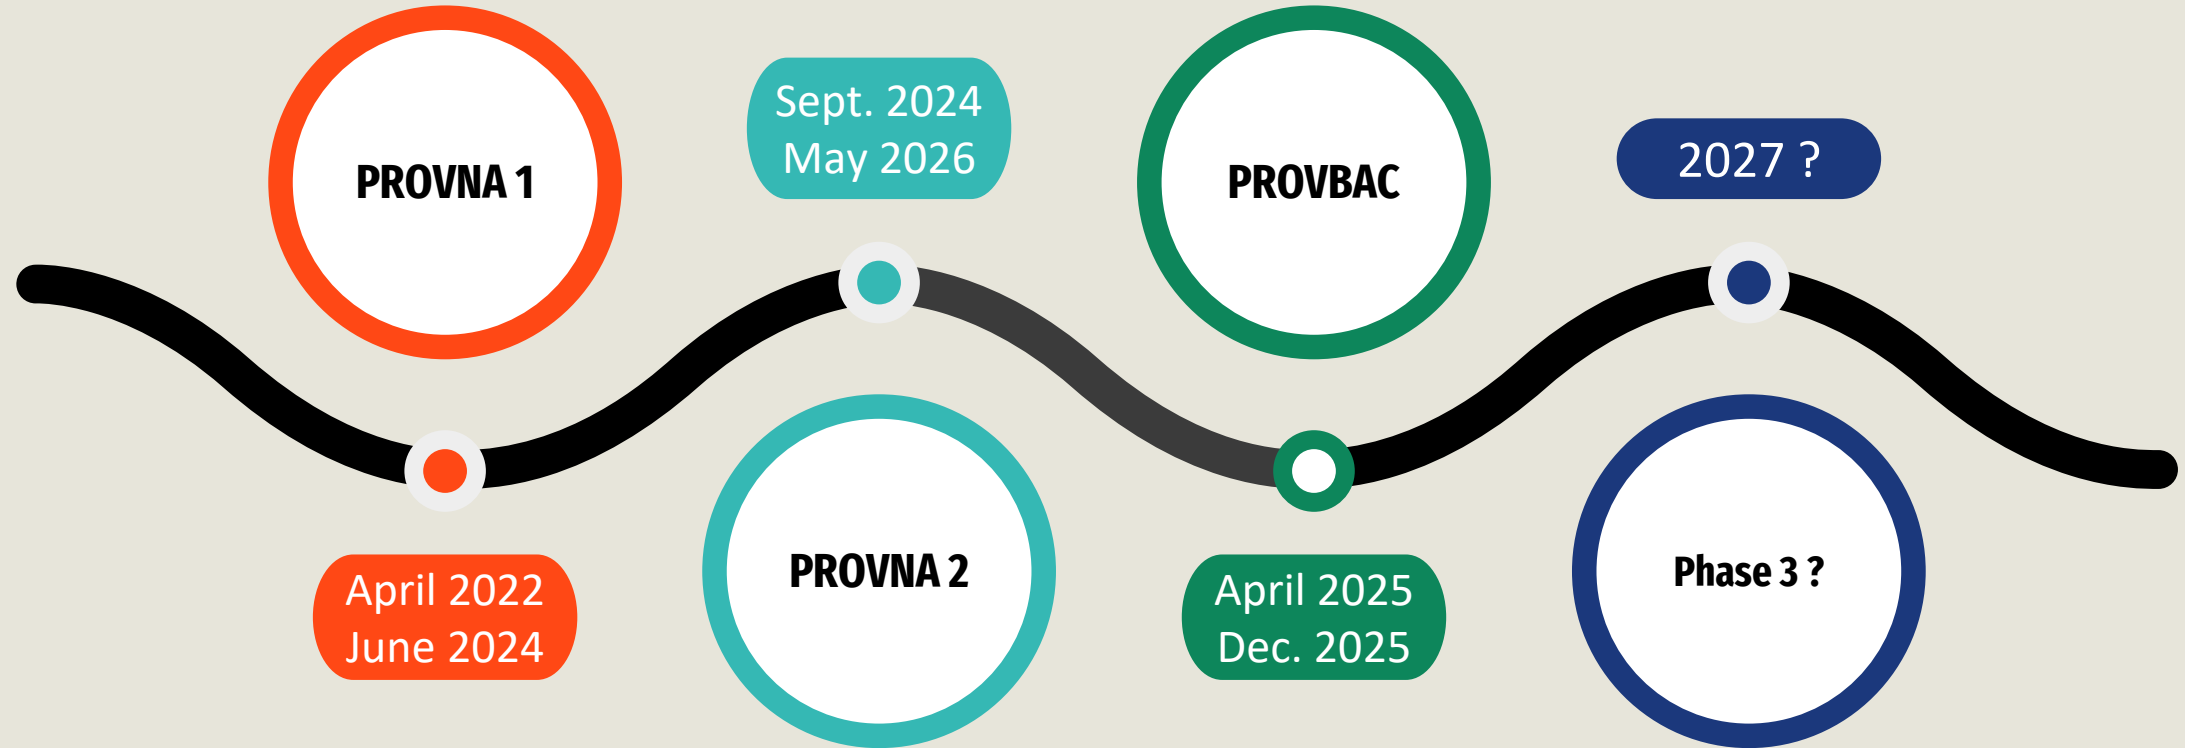 PROVNA 1
April 2022
June 2024
Sept. 2024
May 2026
PROVNA 2
PROVBAC
April 2025
Dec. 2025
2027 ?
Phase 3 ?